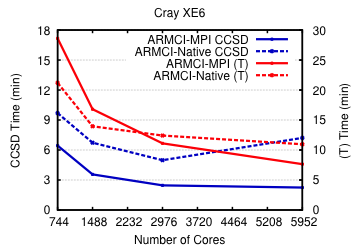 Cray XE6
ARMCI-MPI CCSD
ARMCI-Native CCSD
ARMCI-MPI (T)
ARMCI-Native (T)
CCSD Time (min)
18
15
12
9
6
3
0
(T) Time (min)
30
25
20
15
10
5
0
744 1488 2232 2976 3720 4464 5208 5952
Number of Cores